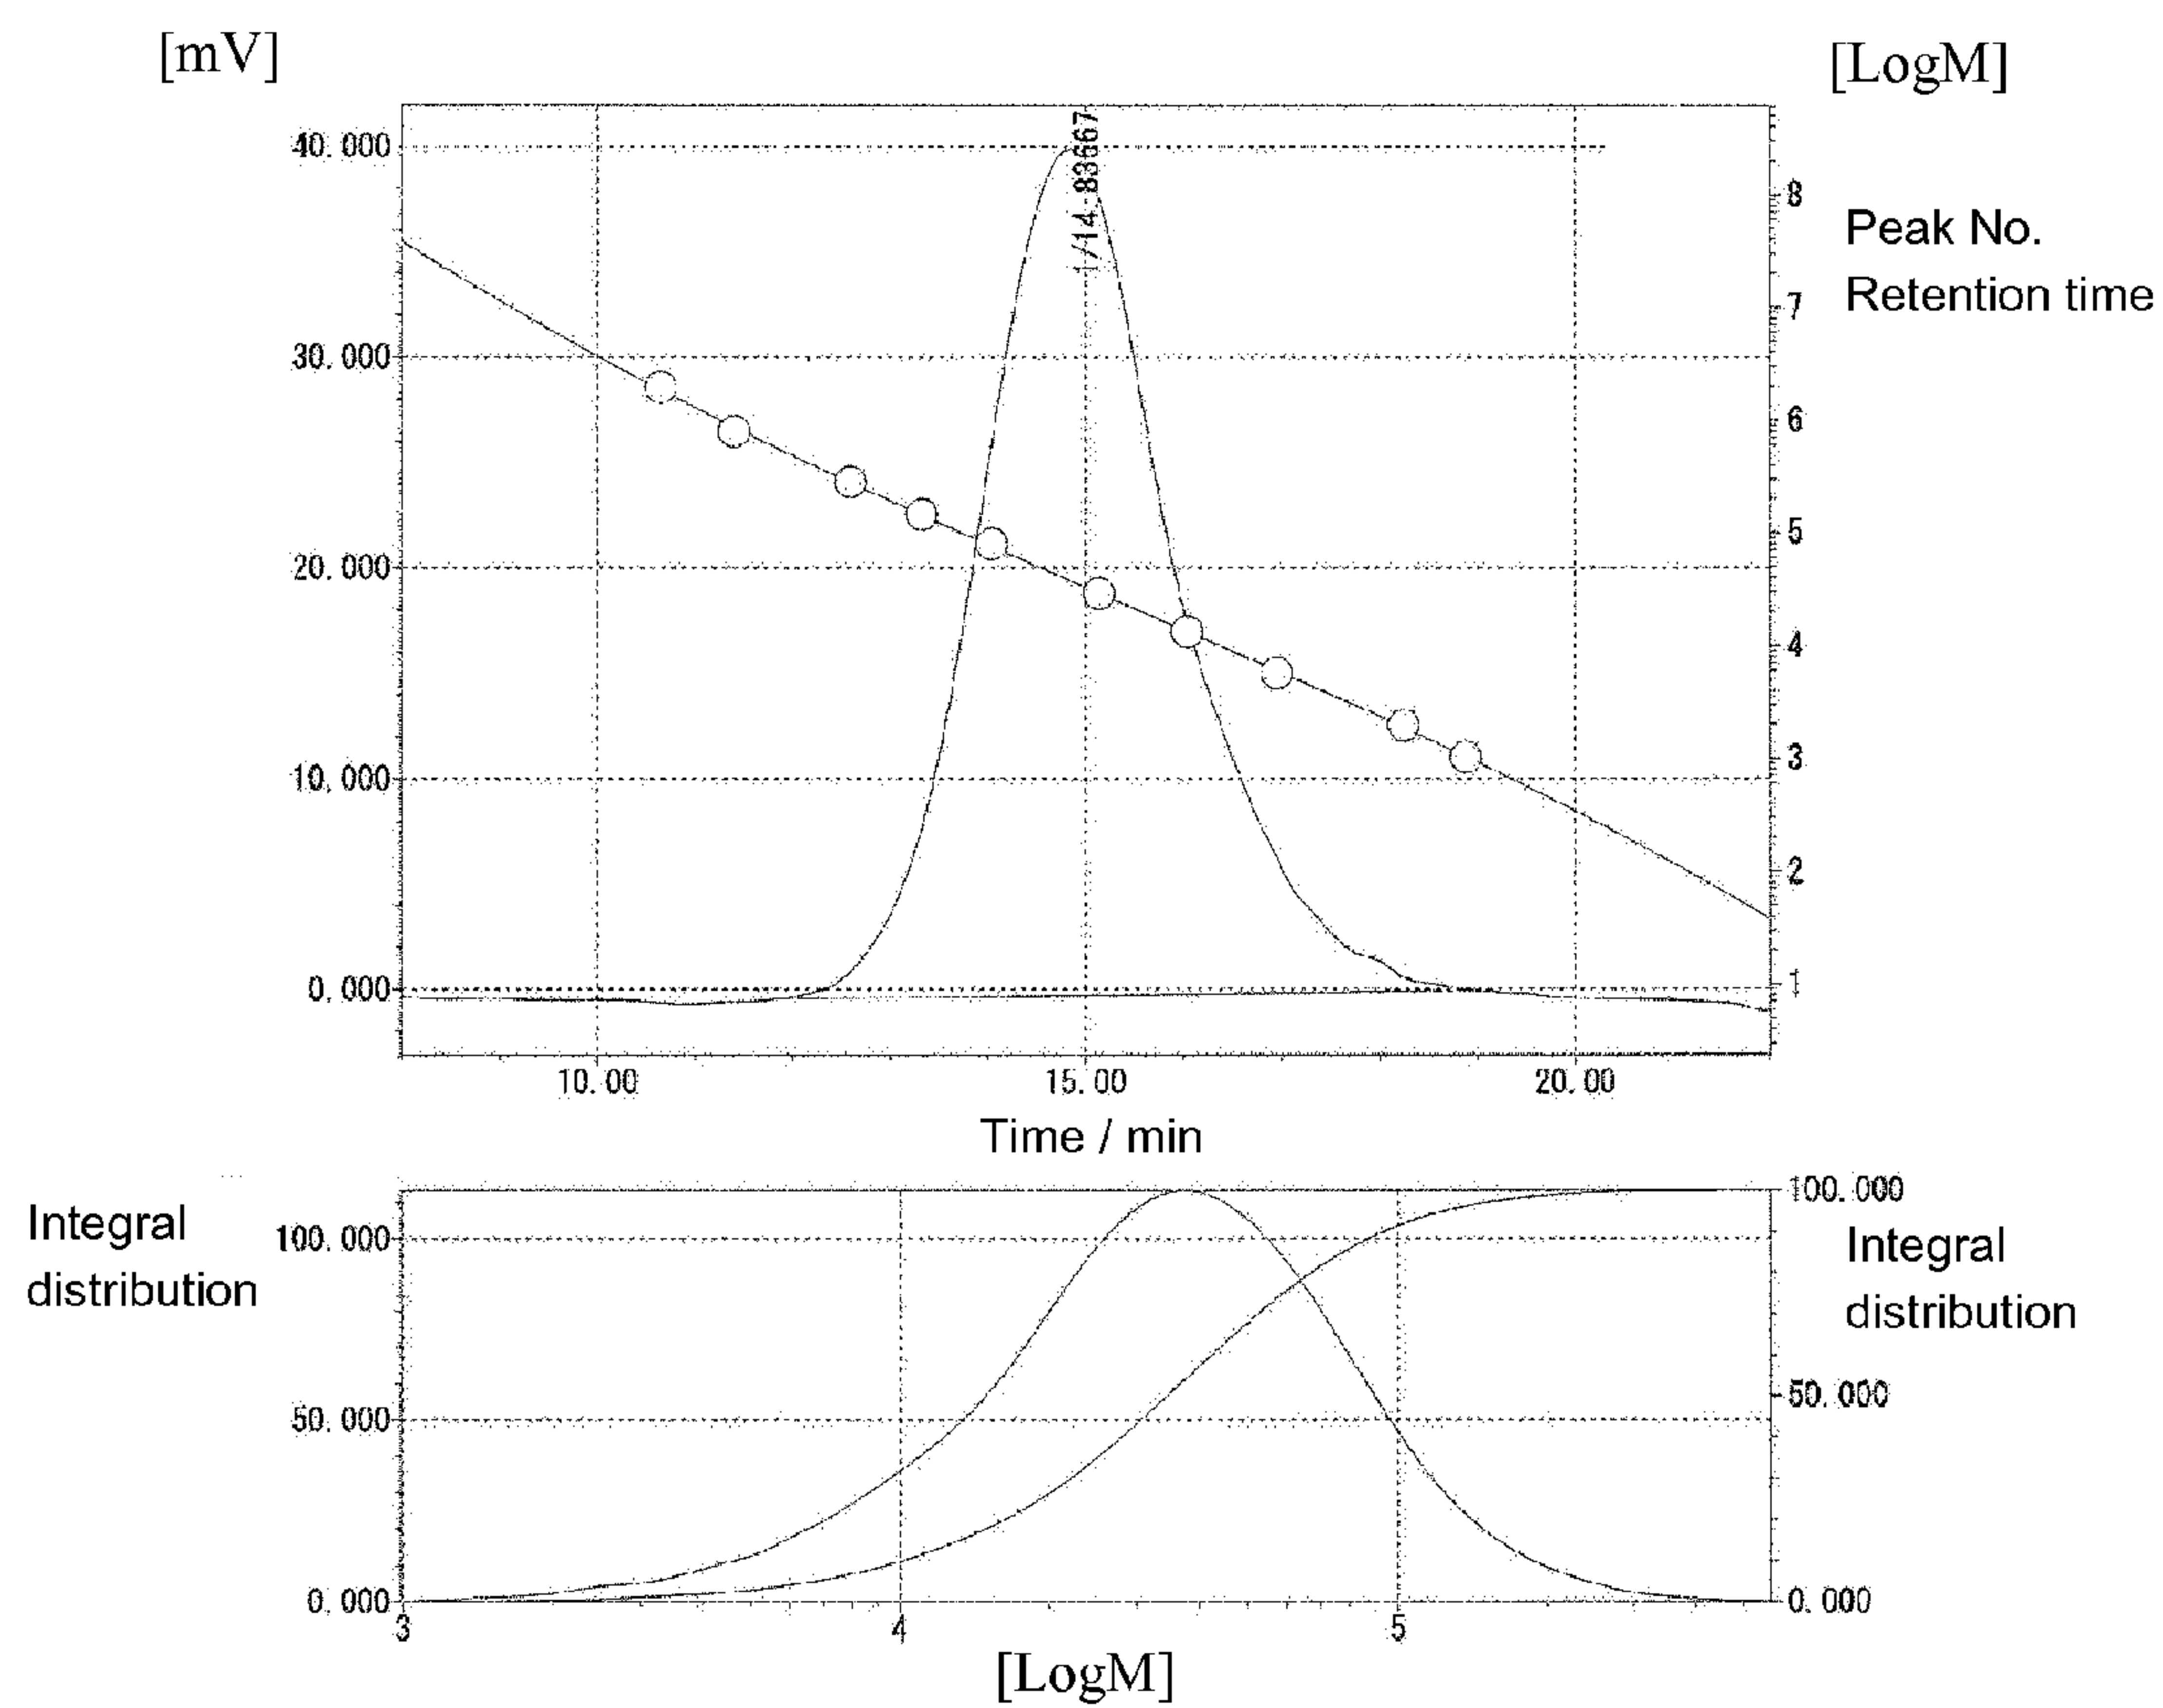 [mV]
[LogM]
40.000
30.000
20.000
10.000
0.000
1/14.83667
8
7
6
5
4
3
2
1
Peak No.
Retention time
10.00
15.00
20.00
Time / min
Integral
distribution
100.000
50.000
0.000
100.000
50.000
0.000
Integral
distribution
3
4
5
[LogM]